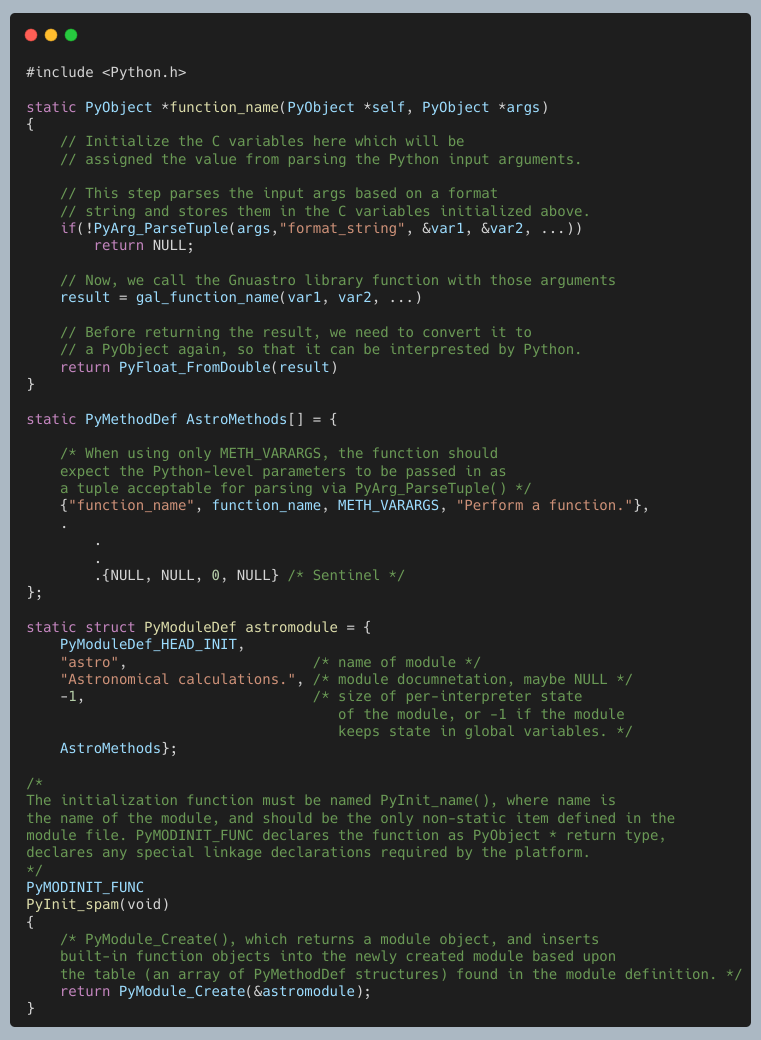 #include <Python.h>
static PyObject *function_name(PyObject *self, PyObject *args)
{
    // Initialize the C variables here which will be
    // assigned the value from parsing the Python input arguments.
    // This step parses the input args based on a format
    // string and stores them in the C variables initialized above.
    if(!PyArg_ParseTuple(args,"format_string", &var1, &var2, ...))
        return NULL;
    // Now, we call the Gnuastro library function with those arguments
    result = gal_function_name(var1, var2, ...)
    // Before returning the result, we need to convert it to
    // a PyObject again, so that it can be interprested by Python.
    return PyFloat_FromDouble(result)
}
static PyMethodDef AstroMethods[] = {
    /* When using only METH_VARARGS, the function should
    expect the Python-level parameters to be passed in as
    a tuple acceptable for parsing via PyArg_ParseTuple() */
    {"function_name", function_name, METH_VARARGS, "Perform a function."},
    .
        .
        .
        .{NULL, NULL, 0, NULL} /* Sentinel */
};
static struct PyModuleDef astromodule = {
    PyModuleDef_HEAD_INIT,
    "astro",                      /* name of module */
    "Astronomical calculations.", /* module documnetation, maybe NULL */
    -1,                           /* size of per-interpreter state
                                     of the module, or -1 if the module
                                     keeps state in global variables. */
    AstroMethods};
/*
The initialization function must be named PyInit_name(), where name is
the name of the module, and should be the only non-static item defined in the
module file. PyMODINIT_FUNC declares the function as PyObject * return type,
declares any special linkage declarations required by the platform.
*/
PyMODINIT_FUNC
PyInit_spam(void)
{
    /* PyModule_Create(), which returns a module object, and inserts
    built-in function objects into the newly created module based upon
    the table (an array of PyMethodDef structures) found in the module definition. */
    return PyModule_Create(&astromodule);
}